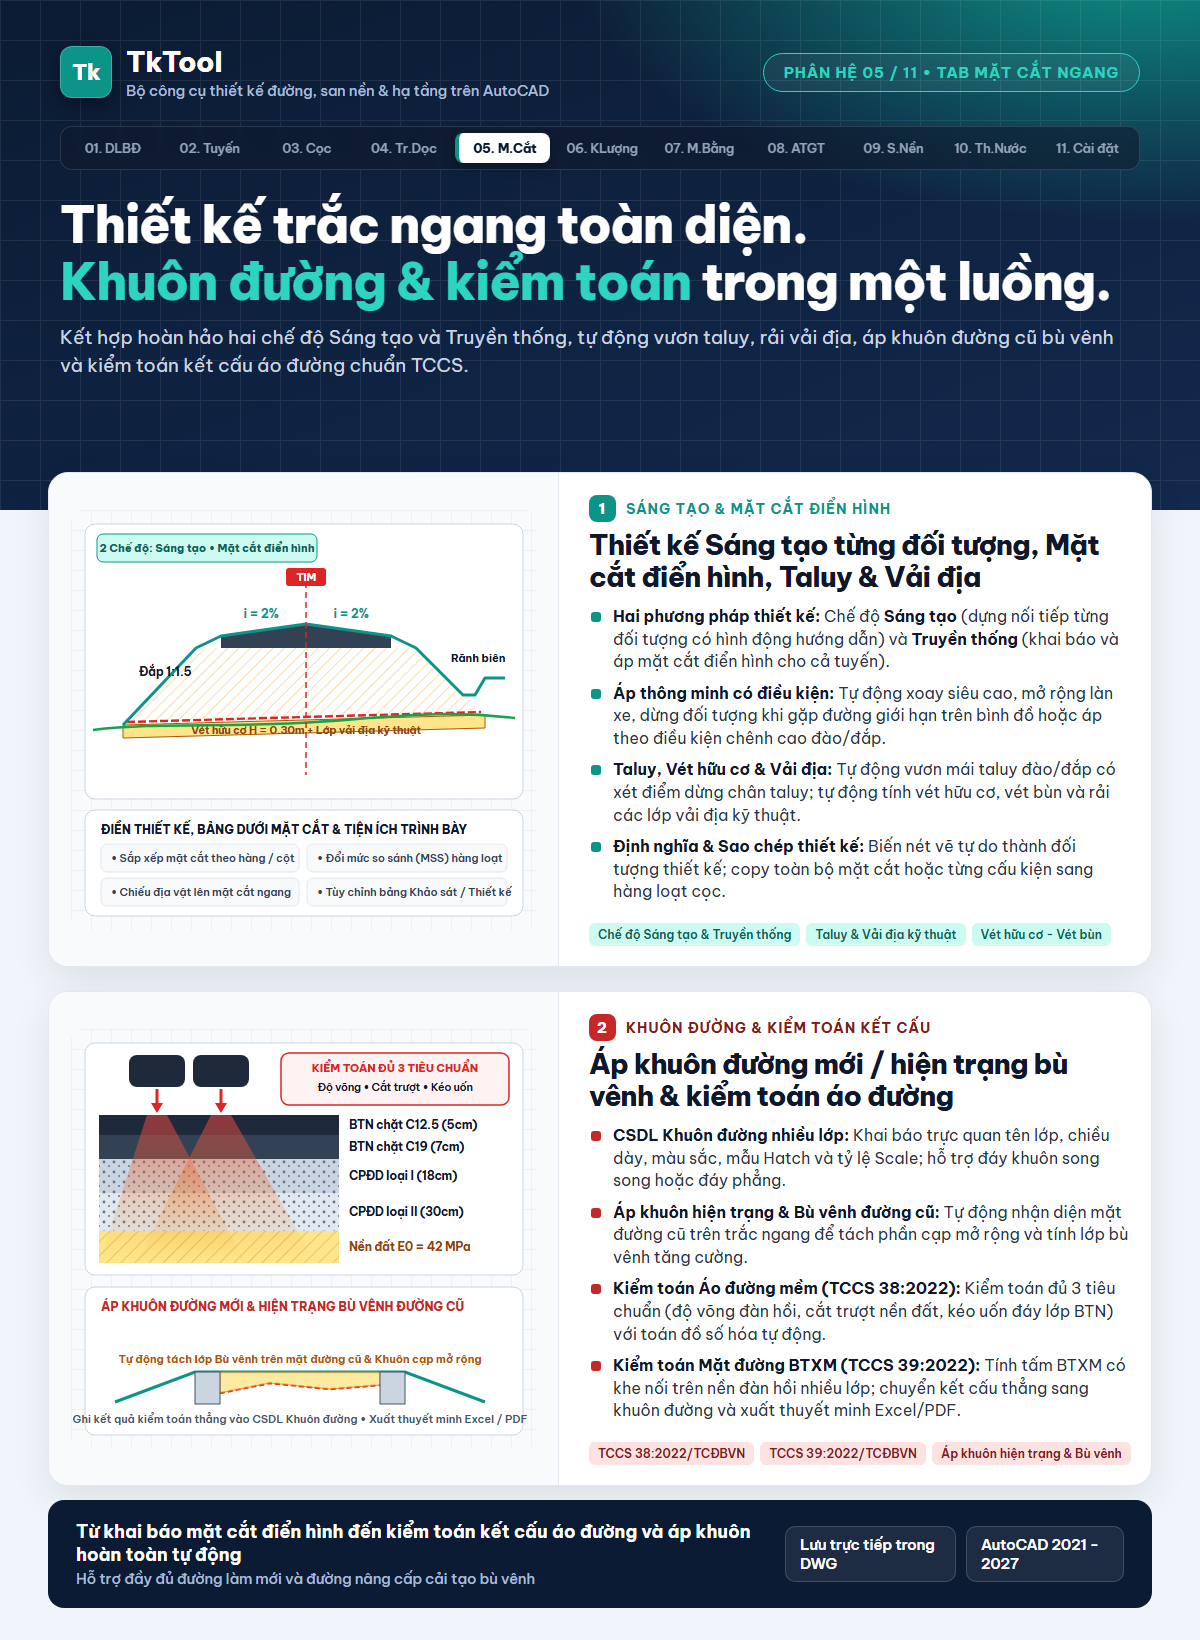 Tk
TkTool
Bộ công cụ thiết kế đường, san nền & hạ tầng trên AutoCAD
PHÂN HỆ 05 / 11 • TAB MẶT CẮT NGANG
01. DLBĐ
02. Tuyến
03. Cọc
04. Tr.Dọc
05. M.Cắt
06. KLượng
07. M.Bằng
08. ATGT
09. S.Nền
10. Th.Nước
11. Cài đặt
Thiết kế trắc ngang toàn diện.
Khuôn đường & kiểm toán trong một luồng.
Kết hợp hoàn hảo hai chế độ Sáng tạo và Truyền thống, tự động vươn taluy, rải vải địa, áp khuôn đường cũ bù vênh
và kiểm toán kết cấu áo đường chuẩn TCCS.
2 Chế độ: Sáng tạo • Mặt cắt điển hình
TIM
i = 2%
i = 2%
Đắp 1:1.5
Rãnh biên
Vét hữu cơ H = 0.30m + Lớp vải địa kỹ thuật
ĐIỀN THIẾT KẾ, BẢNG DƯỚI MẶT CẮT & TIỆN ÍCH TRÌNH BÀY
• Sắp xếp mặt cắt theo hàng / cột
• Đổi mức so sánh (MSS) hàng loạt
• Chiếu địa vật lên mặt cắt ngang
• Tùy chỉnh bảng Khảo sát / Thiết kế
1
SÁNG TẠO & MẶT CẮT ĐIỂN HÌNH
Thiết kế Sáng tạo từng đối tượng, Mặt
cắt điển hình, Taluy & Vải địa
Hai phương pháp thiết kế: Chế độ Sáng tạo (dựng nối tiếp từng
đối tượng có hình động hướng dẫn) và Truyền thống (khai báo và
áp mặt cắt điển hình cho cả tuyến).
Áp thông minh có điều kiện: Tự động xoay siêu cao, mở rộng làn
xe, dừng đối tượng khi gặp đường giới hạn trên bình đồ hoặc áp
theo điều kiện chênh cao đào/đắp.
Taluy, Vét hữu cơ & Vải địa: Tự động vươn mái taluy đào/đắp có
xét điểm dừng chân taluy; tự động tính vét hữu cơ, vét bùn và rải
các lớp vải địa kỹ thuật.
Định nghĩa & Sao chép thiết kế: Biến nét vẽ tự do thành đối
tượng thiết kế; copy toàn bộ mặt cắt hoặc từng cấu kiện sang
hàng loạt cọc.
Chế độ Sáng tạo & Truyền thống
Taluy & Vải địa kỹ thuật
Vét hữu cơ - Vét bùn
KIỂM TOÁN ĐỦ 3 TIÊU CHUẨN
Độ võng • Cắt trượt • Kéo uốn
BTN chặt C12.5 (5cm)
BTN chặt C19 (7cm)
CPĐD loại I (18cm)
CPĐD loại II (30cm)
Nền đất E0 = 42 MPa
ÁP KHUÔN ĐƯỜNG MỚI & HIỆN TRẠNG BÙ VÊNH ĐƯỜNG CŨ
Tự động tách lớp Bù vênh trên mặt đường cũ & Khuôn cạp mở rộng
Ghi kết quả kiểm toán thẳng vào CSDL Khuôn đường • Xuất thuyết minh Excel / PDF
2
KHUÔN ĐƯỜNG & KIỂM TOÁN KẾT CẤU
Áp khuôn đường mới / hiện trạng bù
vênh & kiểm toán áo đường
CSDL Khuôn đường nhiều lớp: Khai báo trực quan tên lớp, chiều
dày, màu sắc, mẫu Hatch và tỷ lệ Scale; hỗ trợ đáy khuôn song
song hoặc đáy phẳng.
Áp khuôn hiện trạng & Bù vênh đường cũ: Tự động nhận diện mặt
đường cũ trên trắc ngang để tách phần cạp mở rộng và tính lớp bù
vênh tăng cường.
Kiểm toán Áo đường mềm (TCCS 38:2022): Kiểm toán đủ 3 tiêu
chuẩn (độ võng đàn hồi, cắt trượt nền đất, kéo uốn đáy lớp BTN)
với toán đồ số hóa tự động.
Kiểm toán Mặt đường BTXM (TCCS 39:2022): Tính tấm BTXM có
khe nối trên nền đàn hồi nhiều lớp; chuyển kết cấu thẳng sang
khuôn đường và xuất thuyết minh Excel/PDF.
TCCS 38:2022/TCĐBVN
TCCS 39:2022/TCĐBVN
Áp khuôn hiện trạng & Bù vênh
Từ khai báo mặt cắt điển hình đến kiểm toán kết cấu áo đường và áp khuôn
hoàn toàn tự động
Hỗ trợ đầy đủ đường làm mới và đường nâng cấp cải tạo bù vênh
Lưu trực tiếp trong
DWG
AutoCAD 2021 -
2027